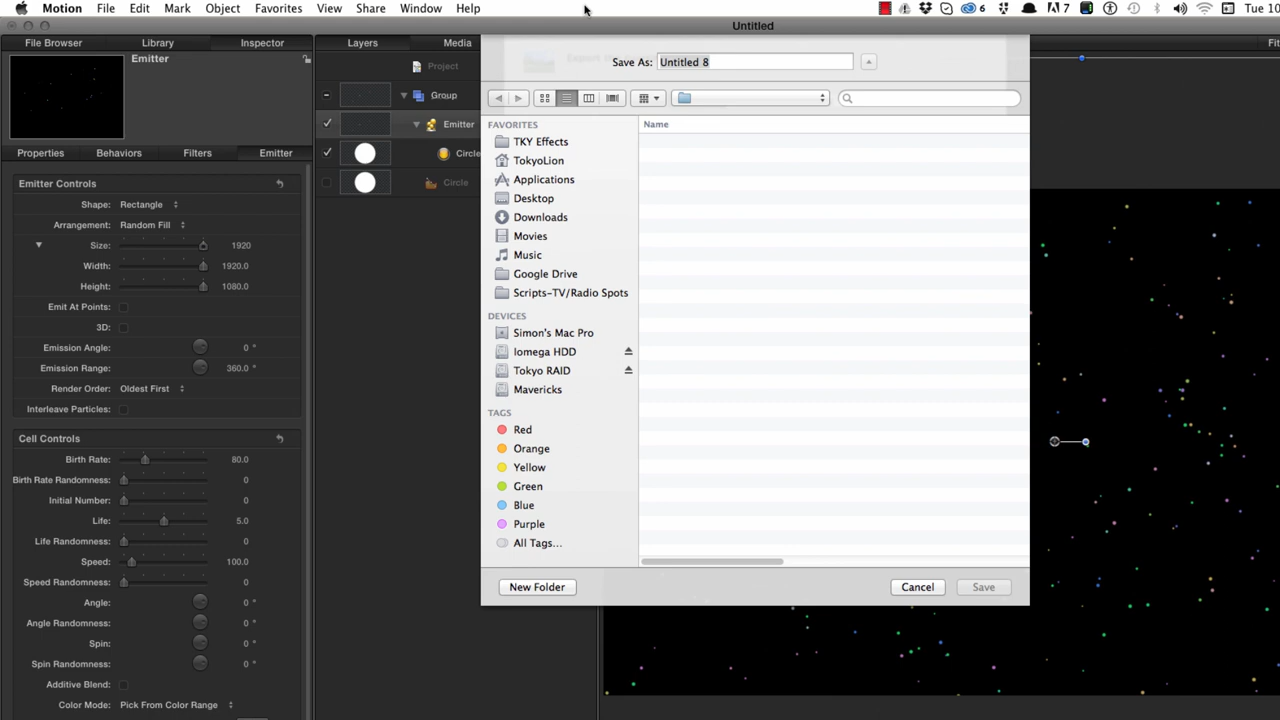 Motion File Edit Mark Object Favorites View Share Window Help 6 7 Tue 10
Untitled
File Browser Library Inspector Layers Media Fit
Emitter
Project
Save As: Untitled 8
Group
Emitter
Circle
Circle
Properties Behaviors Filters Emitter
Emitter Controls
Shape: Rectangle
Arrangement: Random Fill
Size: 1920
Width: 1920.0
Height: 1080.0
Emit At Points:
3D:
Emission Angle: 0 °
Emission Range: 360.0 °
Render Order: Oldest First
Interleave Particles:
Cell Controls
Birth Rate: 80.0
Birth Rate Randomness: 0
Initial Number: 0
Life: 5.0
Life Randomness: 0
Speed: 100.0
Speed Randomness: 0
Angle: 0 °
Angle Randomness: 0 °
Spin: 0 °
Spin Randomness: 0 °
Additive Blend:
Color Mode: Pick From Color Range
FAVORITES
TKY Effects
TokyoLion
Applications
Desktop
Downloads
Movies
Music
Google Drive
Scripts-TV/Radio Spots
DEVICES
Simon's Mac Pro
Iomega HDD
Tokyo RAID
Mavericks
TAGS
Red
Orange
Yellow
Green
Blue
Purple
All Tags...
Name
New Folder Cancel Save